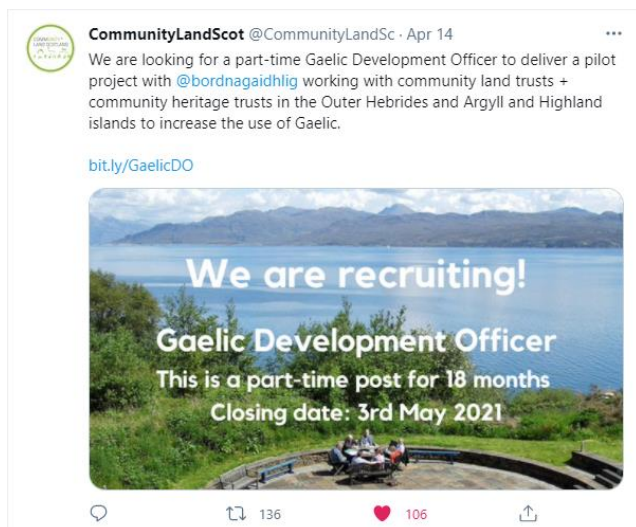 CommunityLandScot @CommunityLandSc · Apr 14
We are looking for a part-time Gaelic Development Officer to deliver a pilot
project with @bordnagaidhlig working with community land trusts +
community heritage trusts in the Outer Hebrides and Argyll and Highland
islands to increase the use of Gaelic.
bit.ly/GaelicDO
We are recruiting!
Gaelic Development Officer
This is a part-time post for 18 months
Closing date: 3rd May 2021
136 106